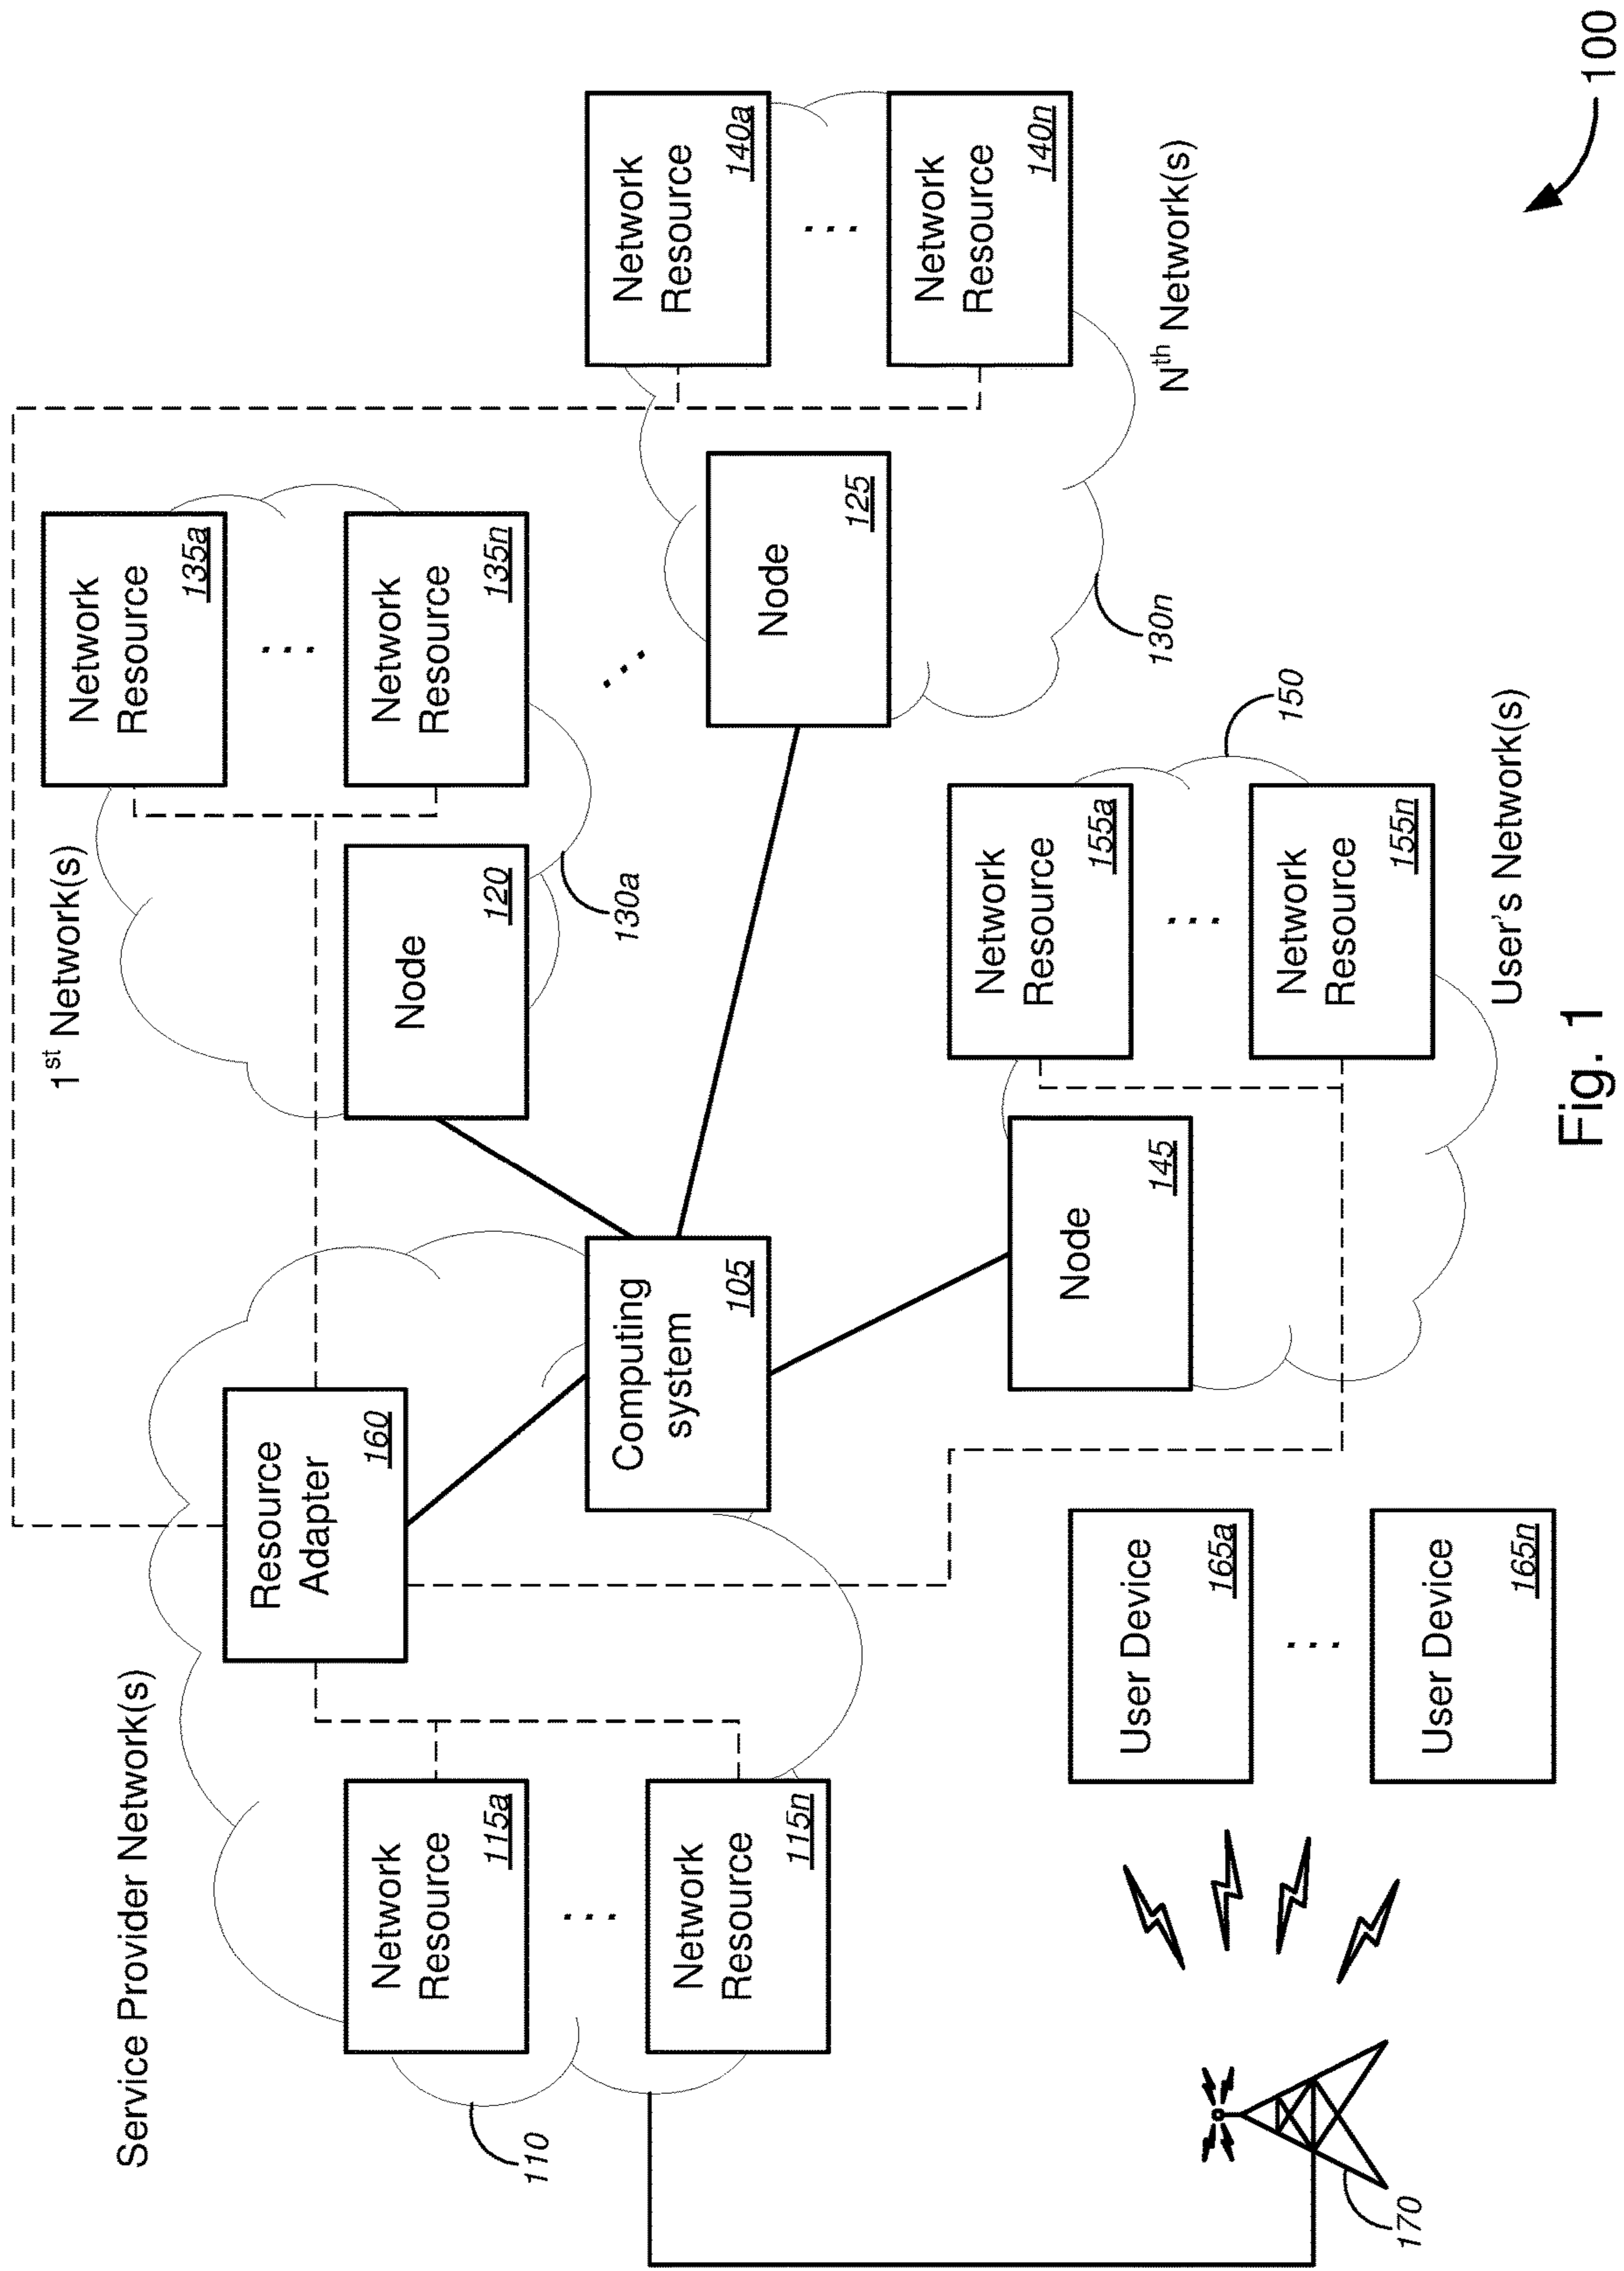 Service Provider Network(s)
110
Network
Resource
115a
...
Network
Resource
115n
Resource
Adapter
160
Computing
system
105
1st Network(s)
Node
120
130a
Network
Resource
135a
...
Network
Resource
135n
...
Node
125
130n
Network
Resource
140a
...
Network
Resource
140n
Nth Network(s)
170
User Device
165a
...
User Device
165n
Node
145
150
Network
Resource
155a
...
Network
Resource
155n
User's Network(s)
Fig. 1
100